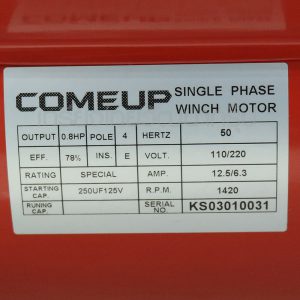 COMEUP SINGLE PHASE
WINCH MOTOR
OUTPUT 0.8HP POLE 4 HERTZ 50
EFF. 78% INS. E VOLT. 110/220
RATING SPECIAL AMP. 12.5/6.3
STARTING CAP. 250UF125V R.P.M. 1420
RUNING CAP. SERIAL NO. KS03010031